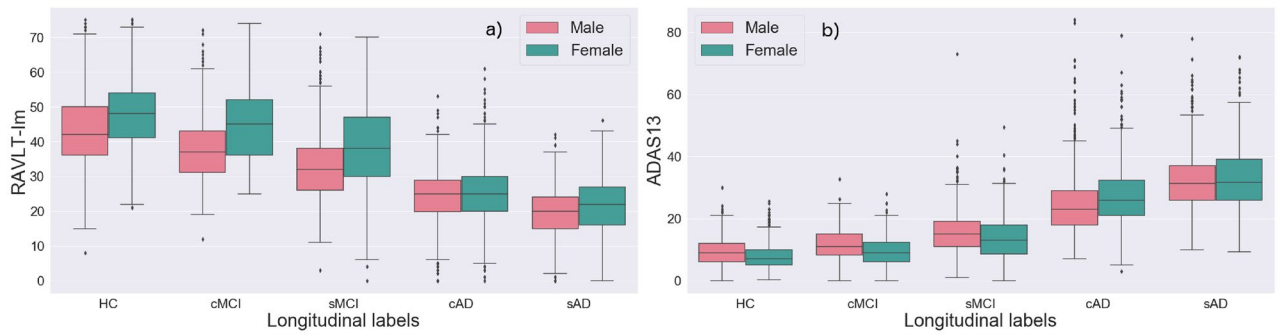 a)
Male
Female
70
60
50
40
30
20
10
0
RAVLT-Im
HC cMCI sMCI cAD sAD
Longitudinal labels
b)
Male
Female
80
60
40
20
0
ADAS13
HC cMCI sMCI cAD sAD
Longitudinal labels